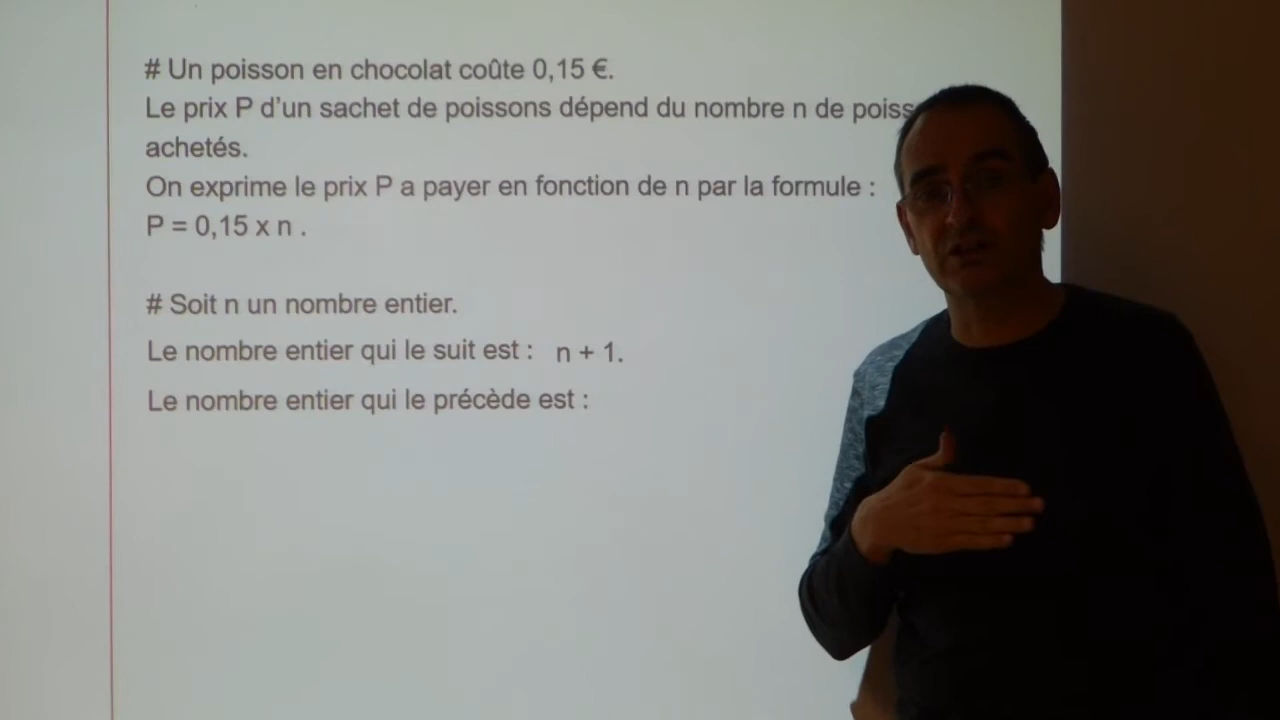 # Un poisson en chocolat coûte 0,15 €.
Le prix P d'un sachet de poissons dépend du nombre n de
achetés.
On exprime le prix P a payer en fonction de n par la formule :
P = 0,15 x n .
# Soit n un nombre entier.
Le nombre entier qui le suit est : n + 1.
Le nombre entier qui le précède est :